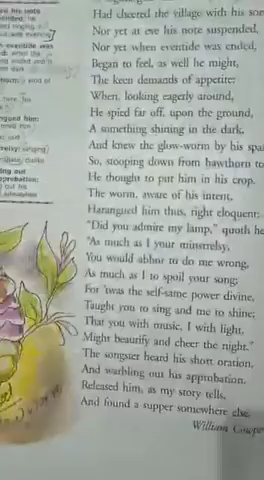 Had cheered the village with his son
Nor yet at eve his note suspended,
Nor yet when eventide was ended,
Began to feel, as well he might,
The keen demands of appetite:
When, looking eagerly around,
He spied far off, upon the ground,
A something shining in the dark,
And knew the glow-worm by his spa
So, stooping down from hawthorn to
He thought to put him in his crop.
The worm, aware of his intent,
Harangued him thus, right eloquent:
"Did you admire my lamp," quoth he
"As much as I your minstrelsy,
You would abhor to do me wrong,
As much as I to spoil your song;
For 'twas the self-same power divine,
Taught you to sing and me to shine;
That you with music, I with light,
Might beautify and cheer the night."
The songster heard his short oration,
And warbling out his approbation,
Released him, as my story tells,
And found a supper somewhere else.
William Cowper